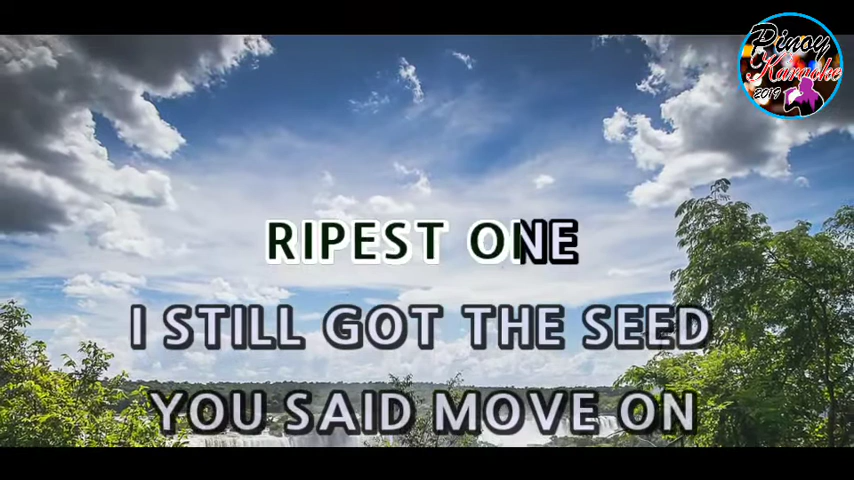 Pinoy
Karaoke
2019
RIPEST ONE
I STILL GOT THE SEED
YOU SAID MOVE ON